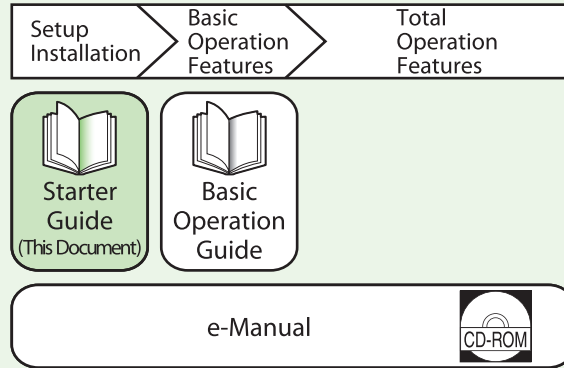 Setup
Installation
Basic
Operation
Features
Total
Operation
Features
Starter
Guide
(This Document)
Basic
Operation
Guide
e-Manual
CD-ROM